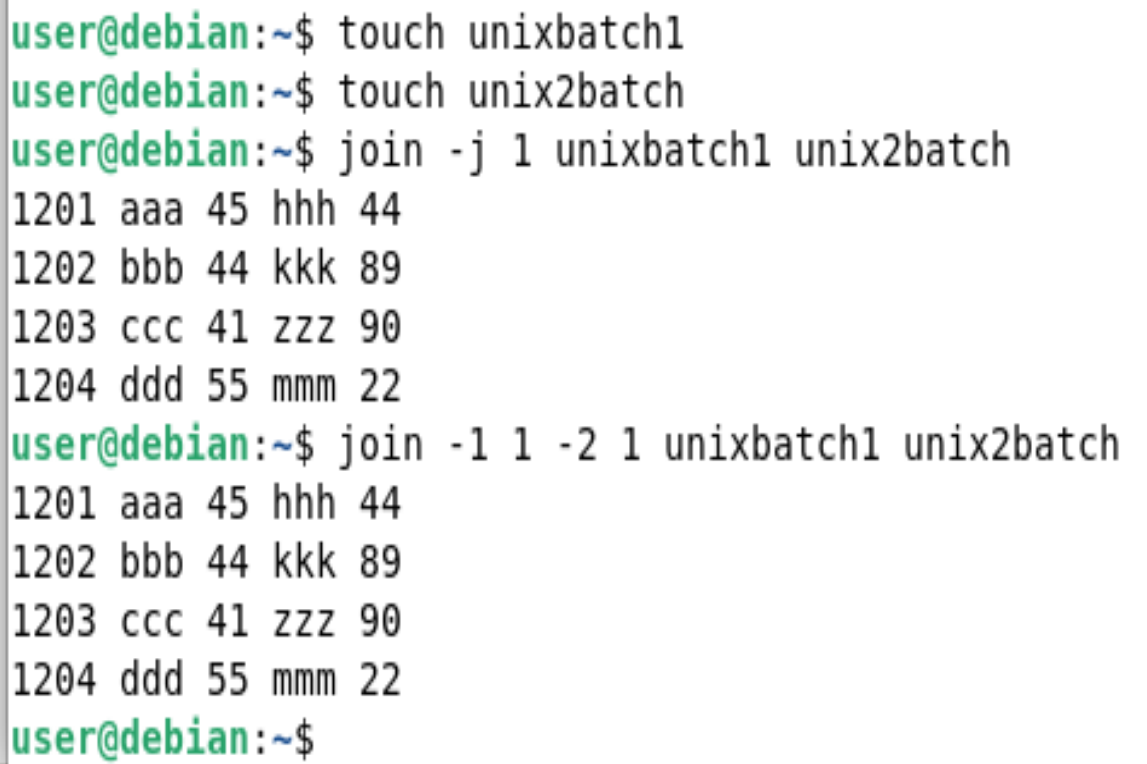 user@debian:~$ touch unixbatch1
user@debian:~$ touch unix2batch
user@debian:~$ join -j 1 unixbatch1 unix2batch
1201 aaa 45 hhh 44
1202 bbb 44 kkk 89
1203 ccc 41 zzz 90
1204 ddd 55 mmm 22
user@debian:~$ join -1 1 -2 1 unixbatch1 unix2batch
1201 aaa 45 hhh 44
1202 bbb 44 kkk 89
1203 ccc 41 zzz 90
1204 ddd 55 mmm 22
user@debian:~$